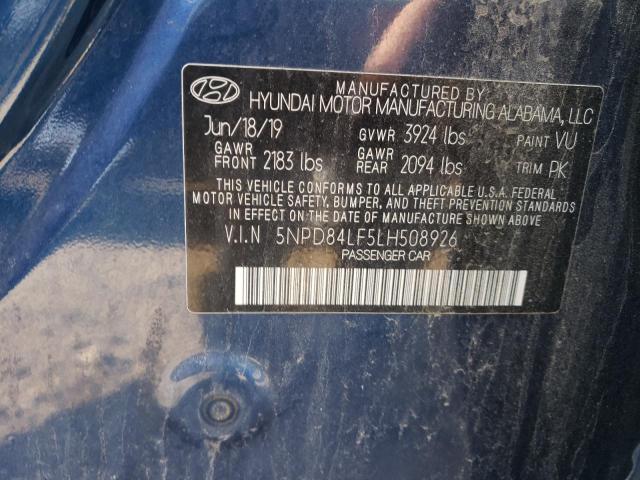 MANUFACTURED BY
HYUNDAI MOTOR MANUFACTURING ALABAMA, LLC
Jun/18/19 GVWR 3924 lbs PAINT VU
GAWR FRONT 2183 lbs GAWR REAR 2094 lbs TRIM PK
THIS VEHICLE CONFORMS TO ALL APPLICABLE U.S.A. FEDERAL
MOTOR VEHICLE SAFETY, BUMPER, AND THEFT PREVENTION STANDARDS
IN EFFECT ON THE DATE OF MANUFACTURE SHOWN ABOVE.
V.I.N 5NPD84LF5LH508926
PASSENGER CAR